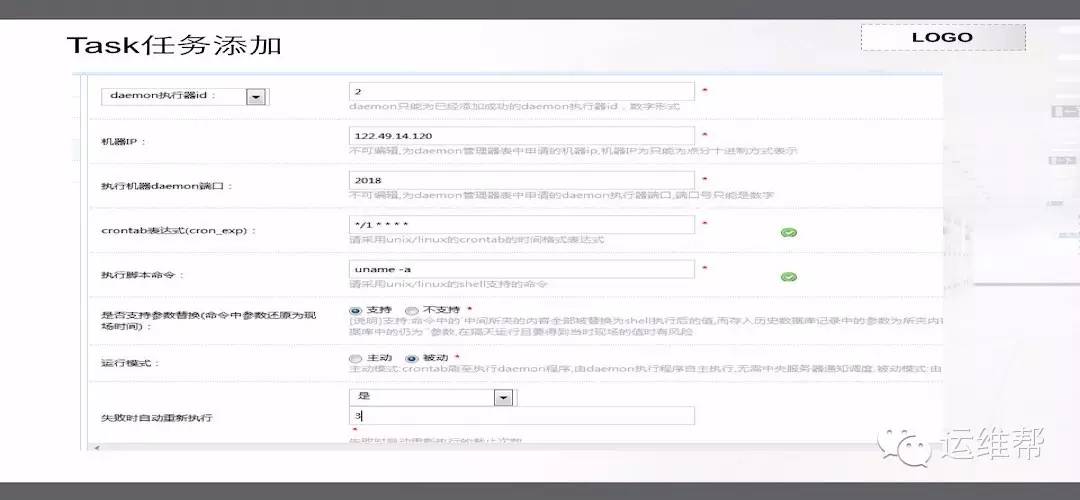 Task任务添加
LOGO
daemon执行器id：
2
*
daemon只能为已经添加成功的daemon执行器id，数字形式
机器IP：
122.49.14.120
*
不可编辑,为daemon管理器表中申请的机器ip,机器IP为只能为点分十进制方式表示
执行机器daemon端口：
2018
*
不可编辑,为daemon管理器表中申请的daemon执行器端口,端口号只能是数字
crontab表达式(cron_exp)：
*/1 * * * *
*
请采用unix/linux的crontab的时间格式表达式
执行脚本命令：
uname -a
*
请采用unix/linux的shell支持的命令
是否支持参数替换(命令中参数还原为现
场时间)：
支持 不支持 *
[说明]支持:命令中的`中间所夹的内容全部被替换为shell执行后的值,而存入历史数据库记录中的参数为所夹内容
据库中的仍为``参数,在隔天运行且要得到当时现场的值时有风险
运行模式：
主动 被动 *
主动模式:crontab刷至执行daemon程序,由daemon执行程序自主执行,无需中央服务器通知调度.被动模式:由
失败时自动重新执行
是
3
*
失败时自动重新执行的截止次数
运维帮